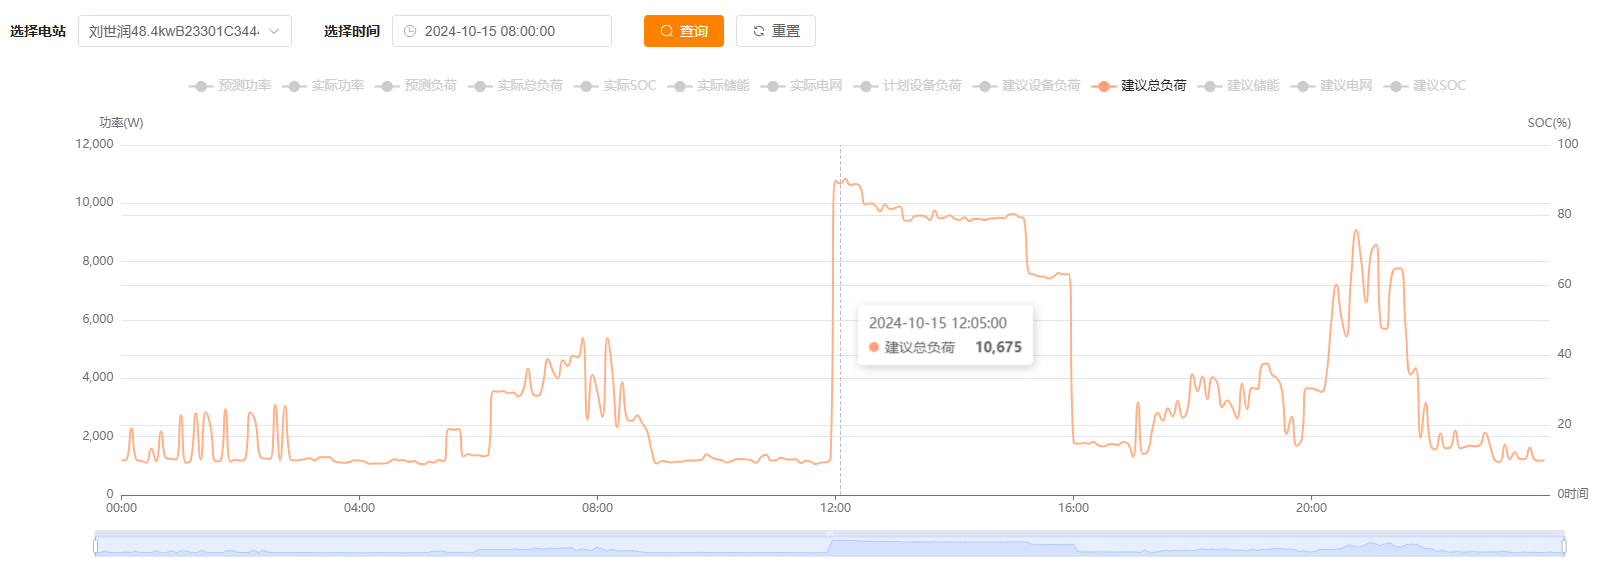 选择电站 刘世润48.4kwB23301C344 选择时间 2024-10-15 08:00:00 查询 重置
预测功率 实际功率 预测负荷 实际总负荷 实际SOC 实际储能 实际电网 计划设备负荷 建议设备负荷 建议总负荷 建议储能 建议电网 建议SOC
功率(W) SOC(%)
12,000 100
10,000 80
8,000 60
6,000
2024-10-15 12:05:00
建议总负荷 10,675
40
4,000
2,000 20
0 0时间
00:00 04:00 08:00 12:00 16:00 20:00